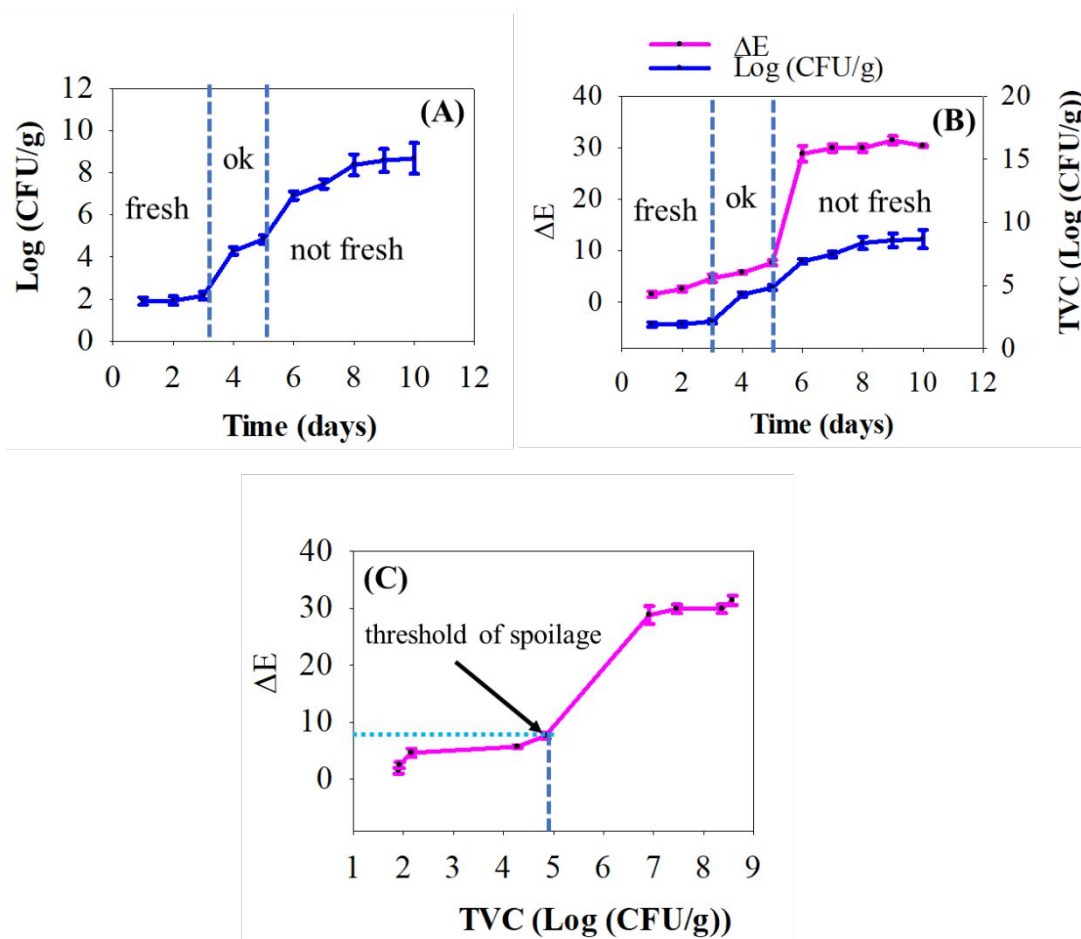 12
10
8
6
4
2
0
Log (CFU/g)
(A)
fresh
ok
not fresh
0 2 4 6 8 10 12
Time (days)
ΔE
Log (CFU/g)
40
30
20
10
0
ΔE
20
15
10
5
0
TVC (Log (CFU/g))
(B)
fresh
ok
not fresh
0 2 4 6 8 10 12
Time (days)
40
30
20
10
0
ΔE
(C)
threshold of spoilage
1 2 3 4 5 6 7 8 9
TVC (Log (CFU/g))